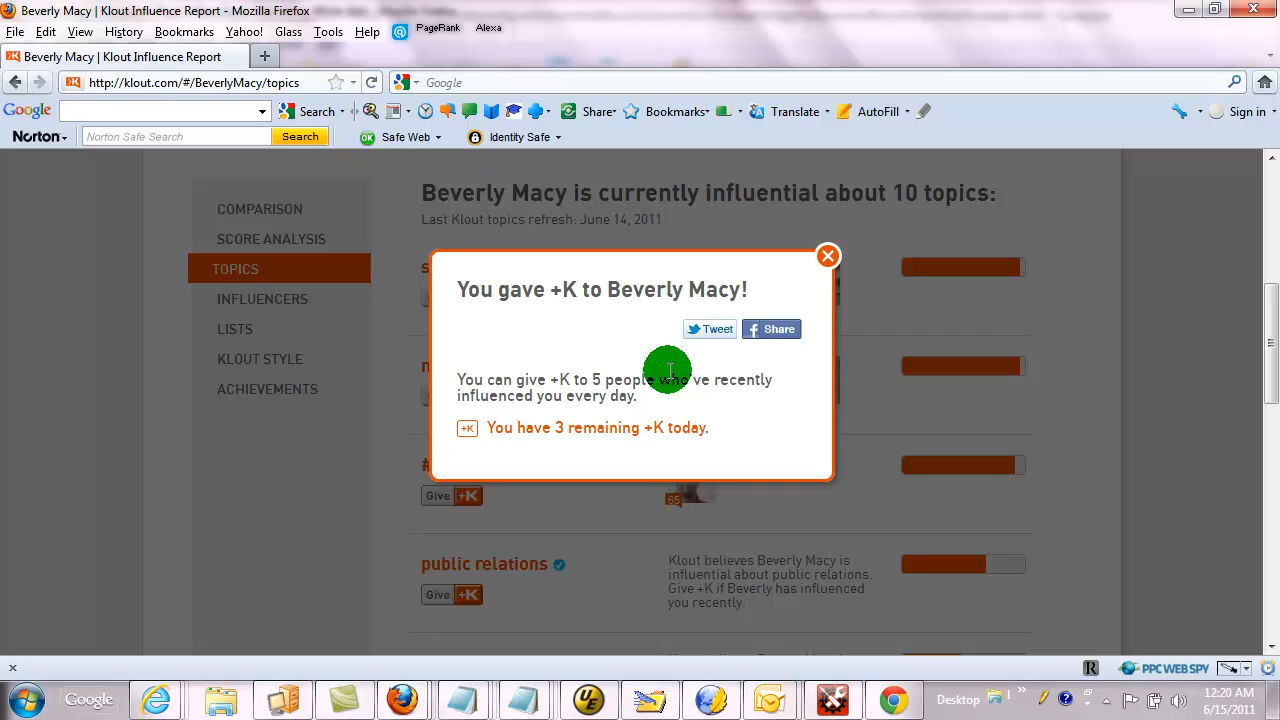 Beverly Macy | Klout Influence Report - Mozilla Firefox
File Edit View History Bookmarks Yahoo! Glass Tools Help @ PageRank Alexa
Beverly Macy | Klout Influence Report +
http://klout.com/#/BeverlyMacy/topics Google
Google Search Share Bookmarks Translate AutoFill Sign in
Norton Norton Safe Search Search OK Safe Web Identity Safe
Beverly Macy is currently influential about 10 topics:
Last Klout topics refresh: June 14, 2011
COMPARISON
SCORE ANALYSIS
TOPICS
INFLUENCERS
LISTS
KLOUT STYLE
ACHIEVEMENTS
You gave +K to Beverly Macy!
Tweet Share
You can give +K to 5 people who've recently
influenced you every day.
+K You have 3 remaining +K today.
Give +K
65
public relations
Give +K
Klout believes Beverly Macy is
influential about public relations.
Give +K if Beverly has influenced
you recently.
R PPC WEB SPY
Google UE Desktop
12:20 AM
6/15/2011